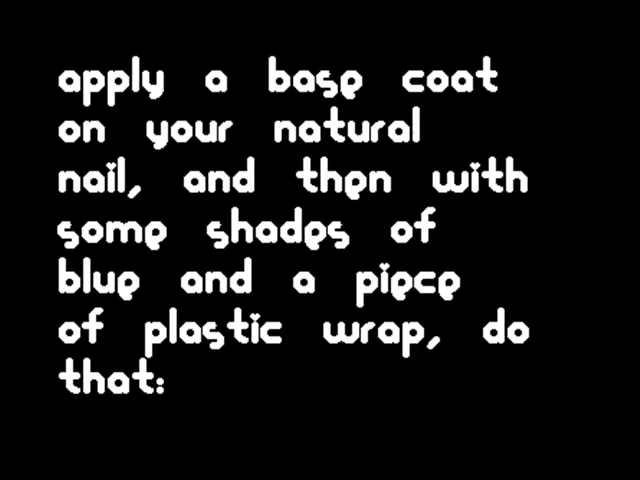 apply a base coat
on your natural
nail, and then with
some shades of
blue and a piece
of plastic wrap, do
that: